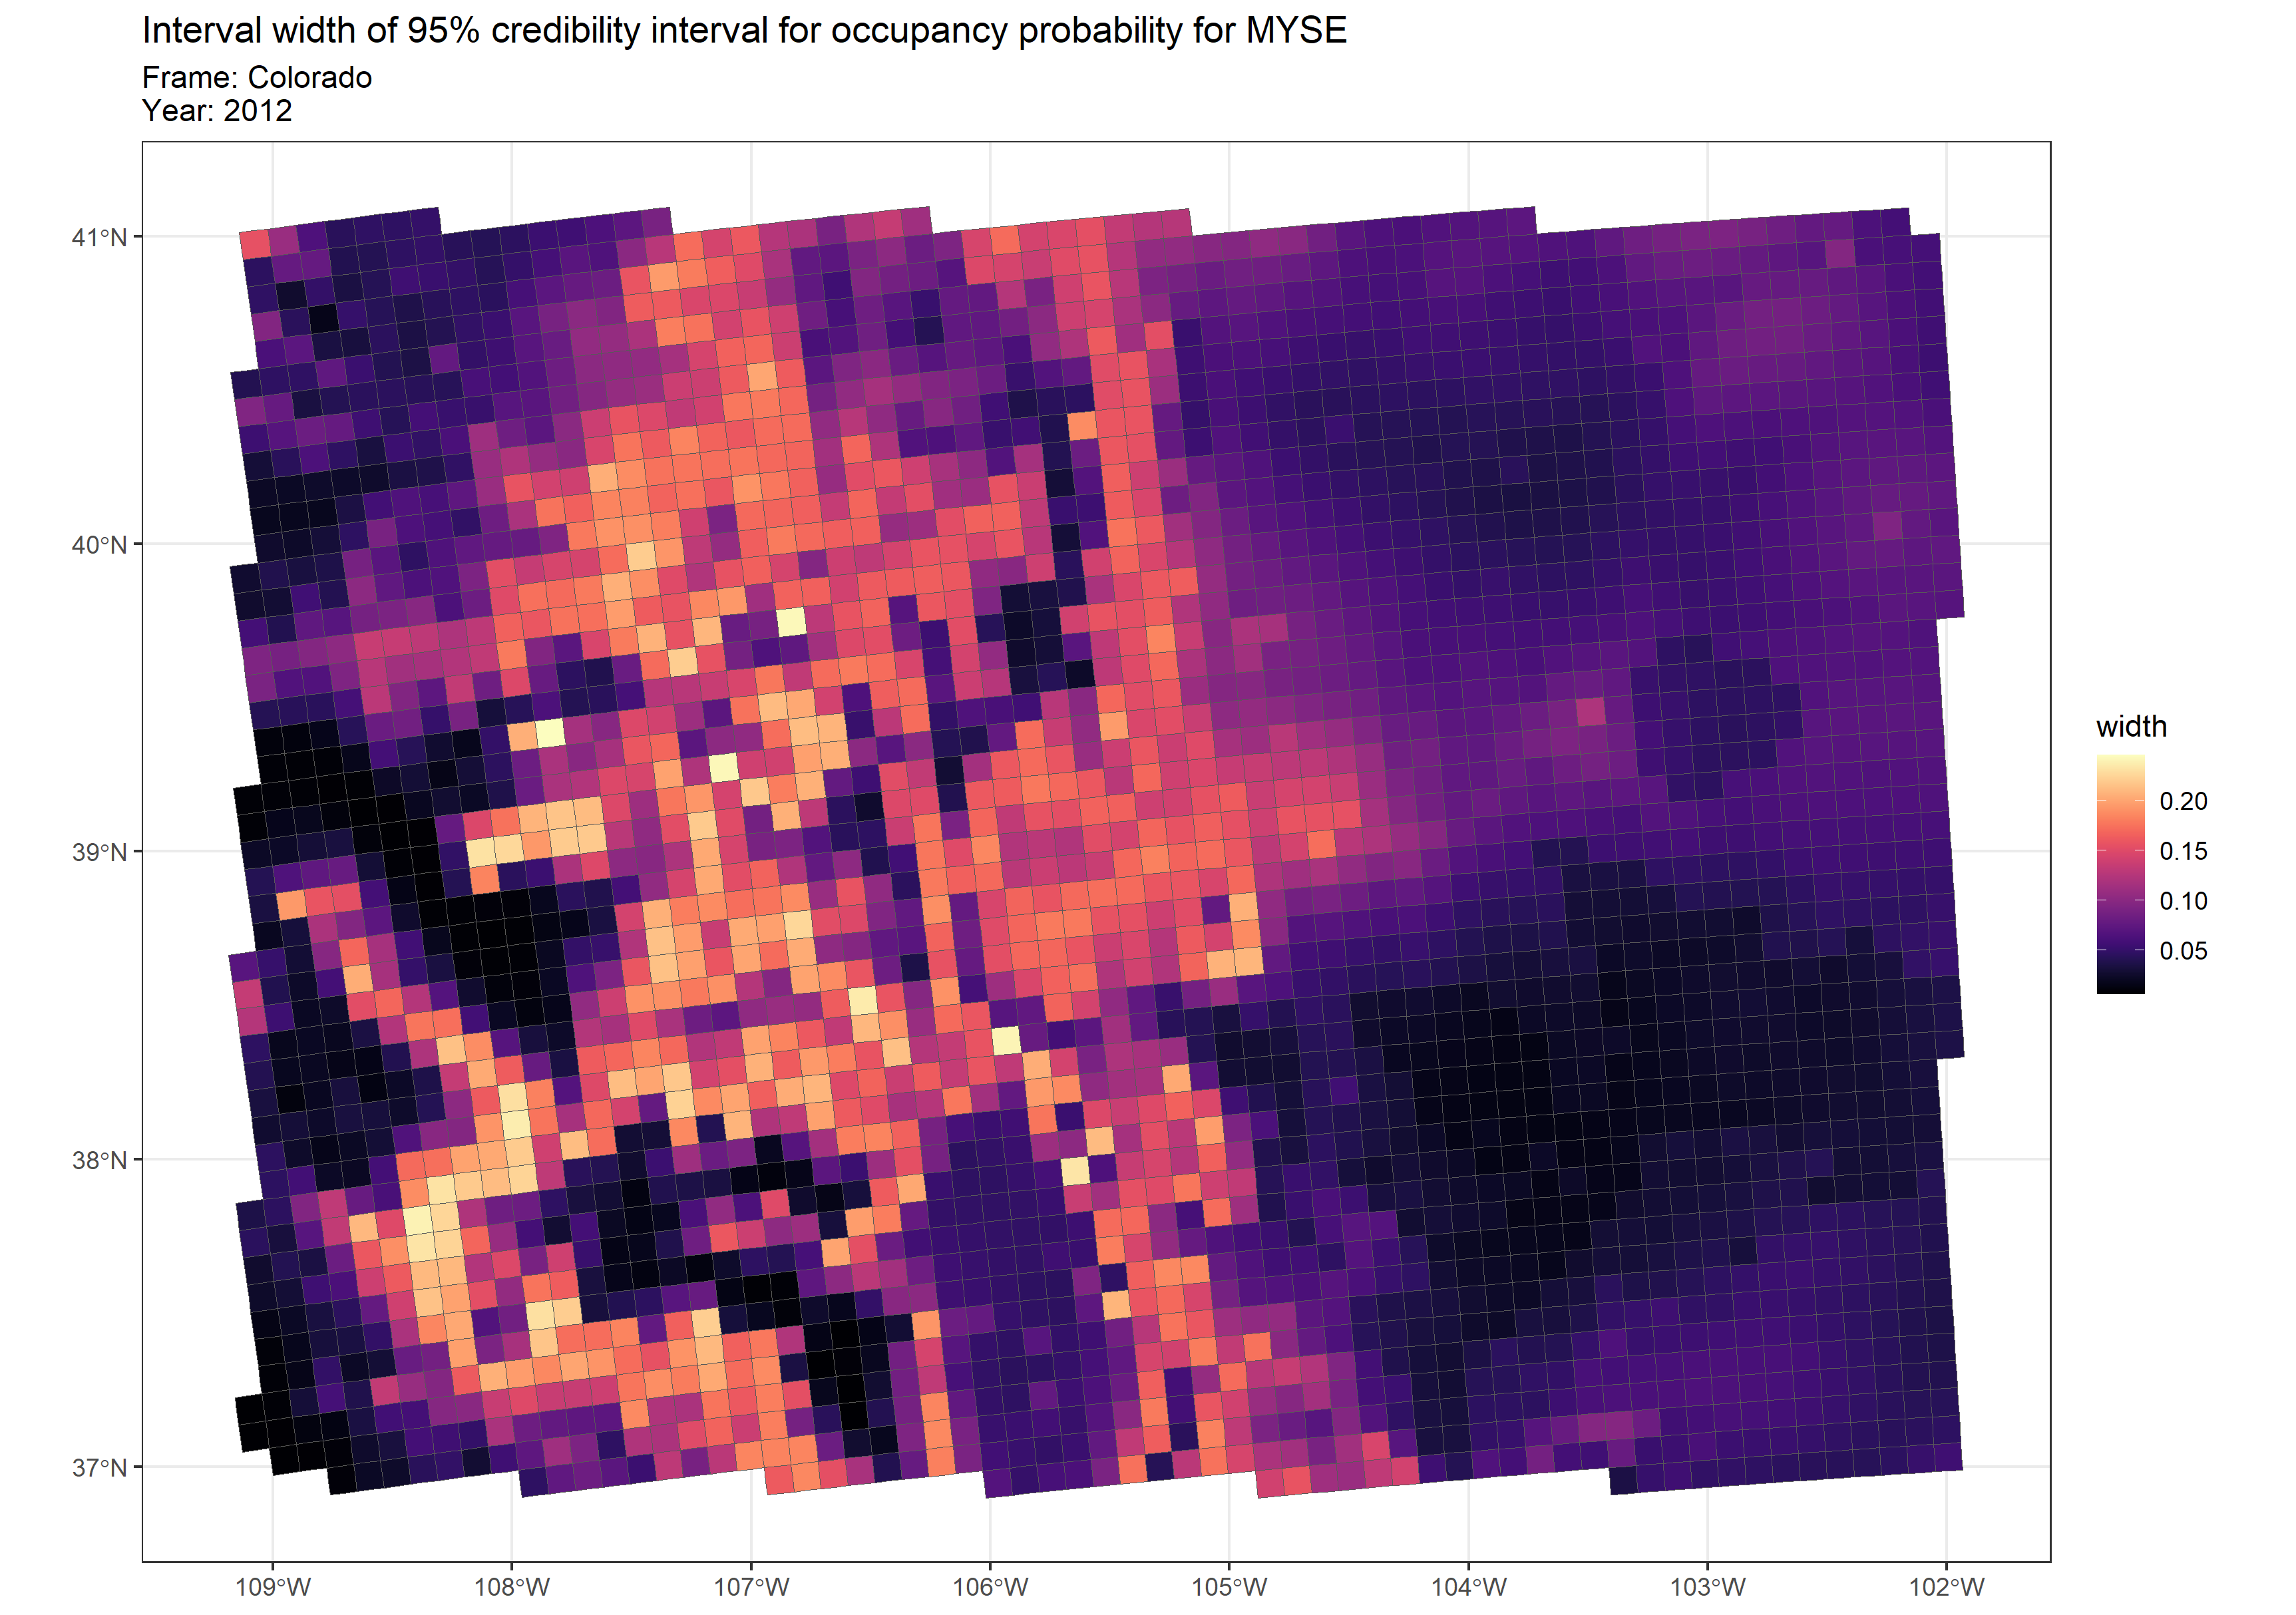 Interval width of 95% credibility interval for occupancy probability for MYSE
Frame: Colorado
Year: 2012
41°N
40°N
39°N
38°N
37°N
109°W 108°W 107°W 106°W 105°W 104°W 103°W 102°W
width
0.20
0.15
0.10
0.05